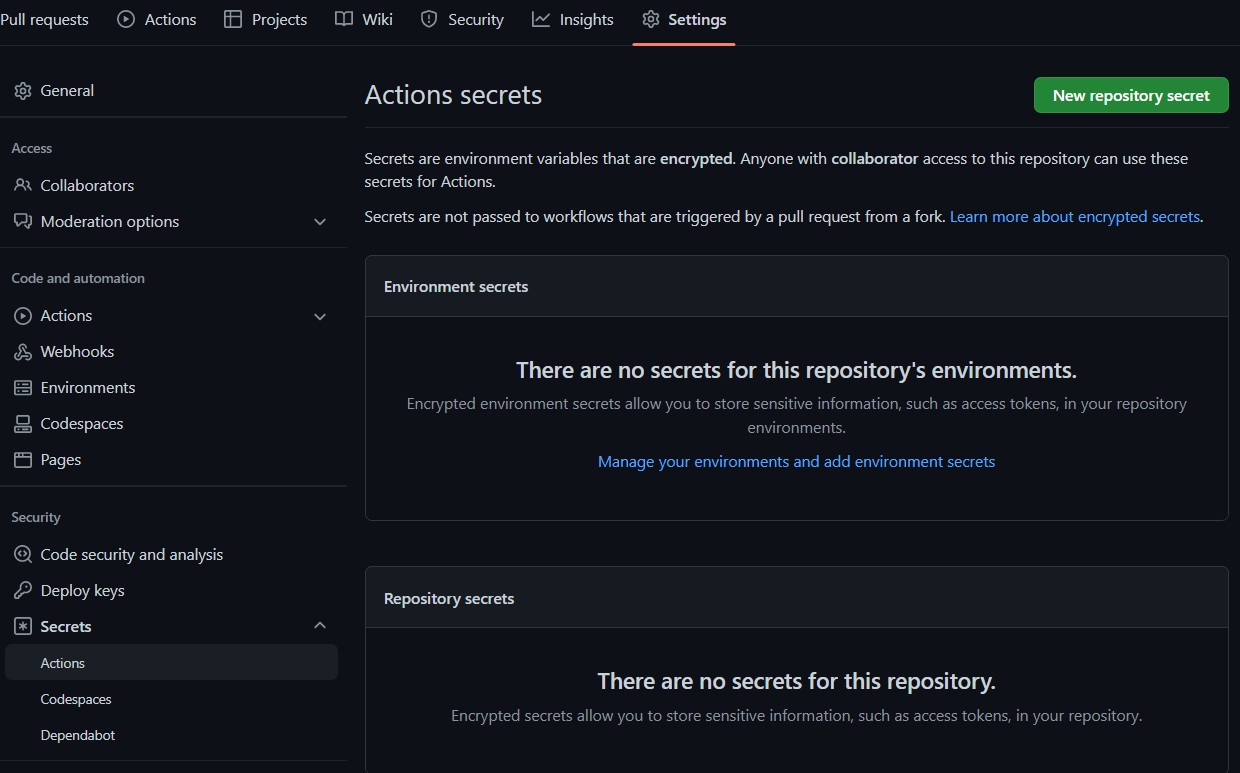 Pull requests
Actions
Projects
Wiki
Security
Insights
Settings
General
Access
Collaborators
Moderation options
Code and automation
Actions
Webhooks
Environments
Codespaces
Pages
Security
Code security and analysis
Deploy keys
Secrets
Actions
Codespaces
Dependabot
Actions secrets
New repository secret
Secrets are environment variables that are encrypted. Anyone with collaborator access to this repository can use these
secrets for Actions.
Secrets are not passed to workflows that are triggered by a pull request from a fork. Learn more about encrypted secrets.
Environment secrets
There are no secrets for this repository's environments.
Encrypted environment secrets allow you to store sensitive information, such as access tokens, in your repository
environments.
Manage your environments and add environment secrets
Repository secrets
There are no secrets for this repository.
Encrypted secrets allow you to store sensitive information, such as access tokens, in your repository.